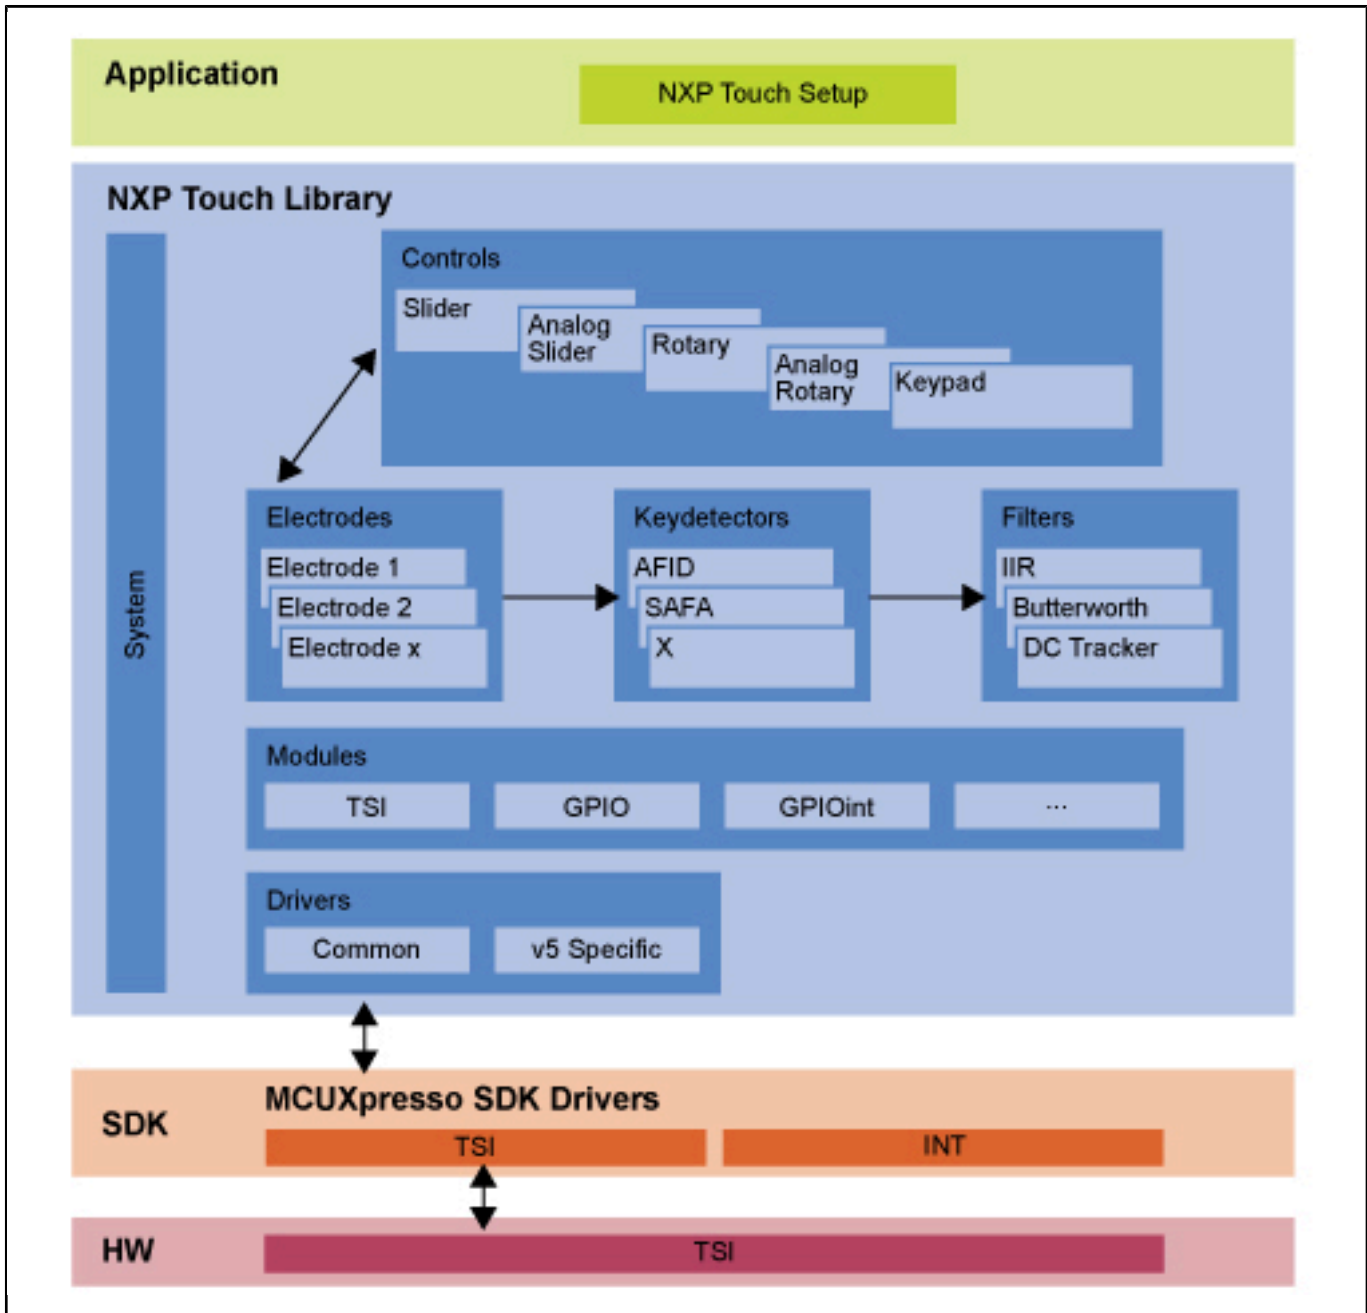 Application
NXP Touch Setup
NXP Touch Library
System
Controls
Slider
Analog
Slider
Rotary
Analog
Rotary
Keypad
Electrodes
Electrode 1
Electrode 2
Electrode x
Keydetectors
AFID
SAFA
X
Filters
IIR
Butterworth
DC Tracker
Modules
TSI
GPIO
GPIOint
...
Drivers
Common
v5 Specific
SDK
MCUXpresso SDK Drivers
TSI
INT
HW
TSI